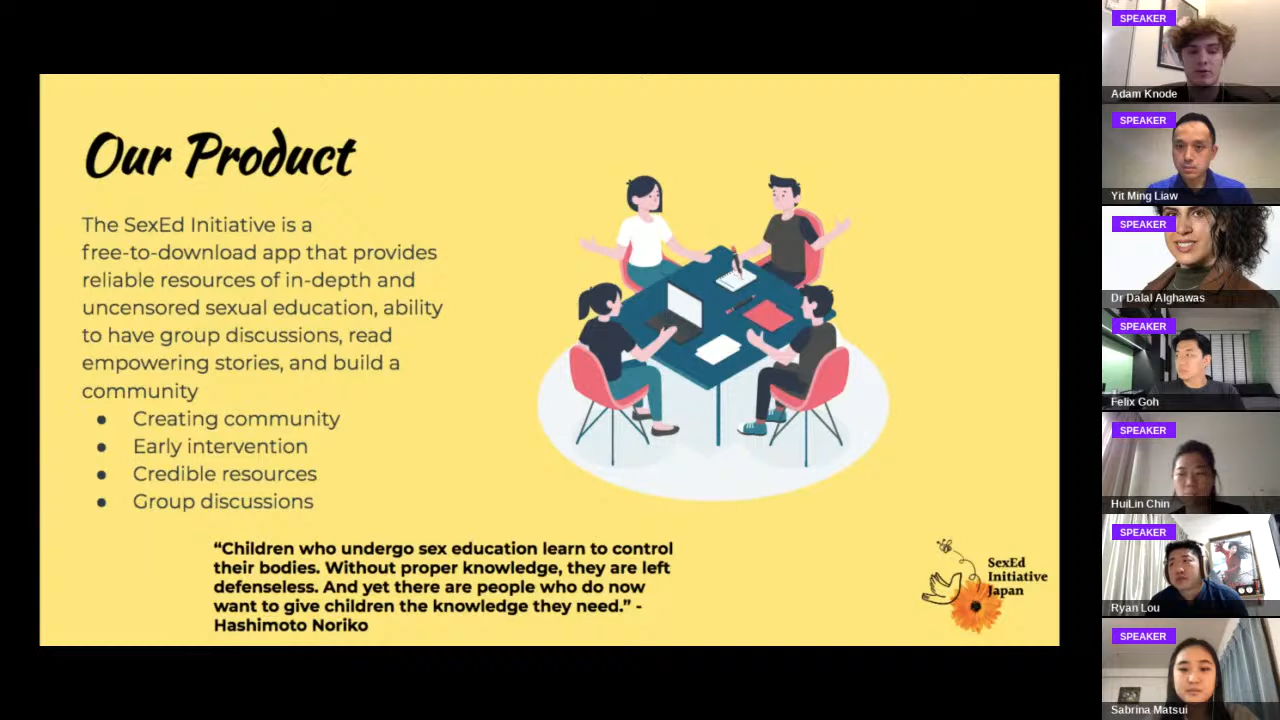 Our Product
The SexEd Initiative is a
free-to-download app that provides
reliable resources of in-depth and
uncensored sexual education, ability
to have group discussions, read
empowering stories, and build a
community
● Creating community
● Early intervention
● Credible resources
● Group discussions
“Children who undergo sex education learn to control
their bodies. Without proper knowledge, they are left
defenseless. And yet there are people who do now
want to give children the knowledge they need.” -
Hashimoto Noriko
SexEd
Initiative
Japan
SPEAKER
Adam Knode
SPEAKER
Yit Ming Liaw
SPEAKER
Dr Dalal Alghawas
SPEAKER
Felix Goh
SPEAKER
HuiLin Chin
SPEAKER
Ryan Lou
SPEAKER
Sabrina Matsui